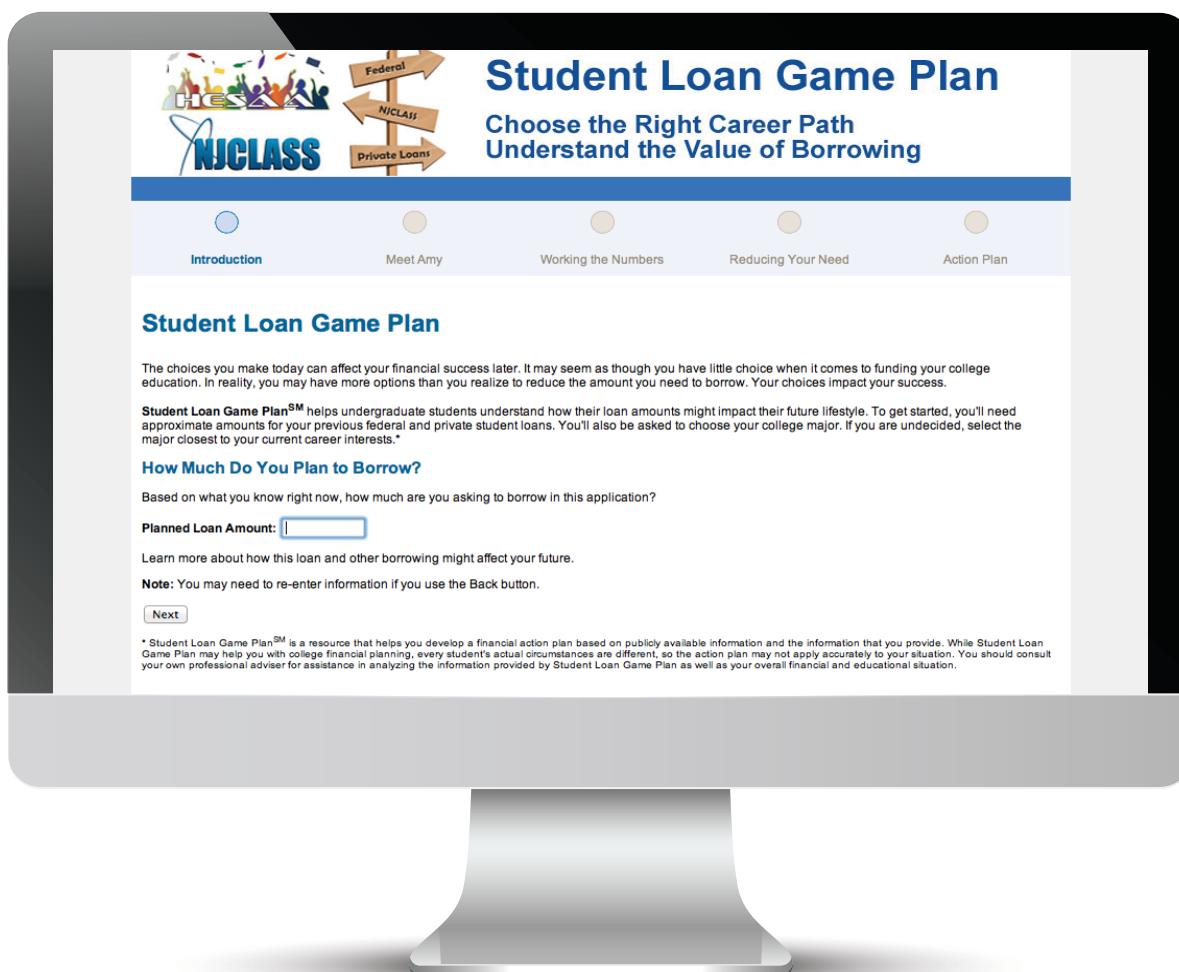 HESAA
NJCLASS
Federal
NJCLASS
Private Loans
Student Loan Game Plan
Choose the Right Career Path
Understand the Value of Borrowing
Introduction
Meet Amy
Working the Numbers
Reducing Your Need
Action Plan
Student Loan Game Plan
The choices you make today can affect your financial success later. It may seem as though you have little choice when it comes to funding your college
education. In reality, you may have more options than you realize to reduce the amount you need to borrow. Your choices impact your success.
Student Loan Game Plan℠ helps undergraduate students understand how their loan amounts might impact their future lifestyle. To get started, you'll need
approximate amounts for your previous federal and private student loans. You'll also be asked to choose your college major. If you are undecided, select the
major closest to your current career interests.*
How Much Do You Plan to Borrow?
Based on what you know right now, how much are you asking to borrow in this application?
Planned Loan Amount:
Learn more about how this loan and other borrowing might affect your future.
Note: You may need to re-enter information if you use the Back button.
Next
* Student Loan Game Plan℠ is a resource that helps you develop a financial action plan based on publicly available information and the information that you provide. While Student Loan
Game Plan may help you with college financial planning, every student's actual circumstances are different, so the action plan may not apply accurately to your situation. You should consult
your own professional adviser for assistance in analyzing the information provided by Student Loan Game Plan as well as your overall financial and educational situation.